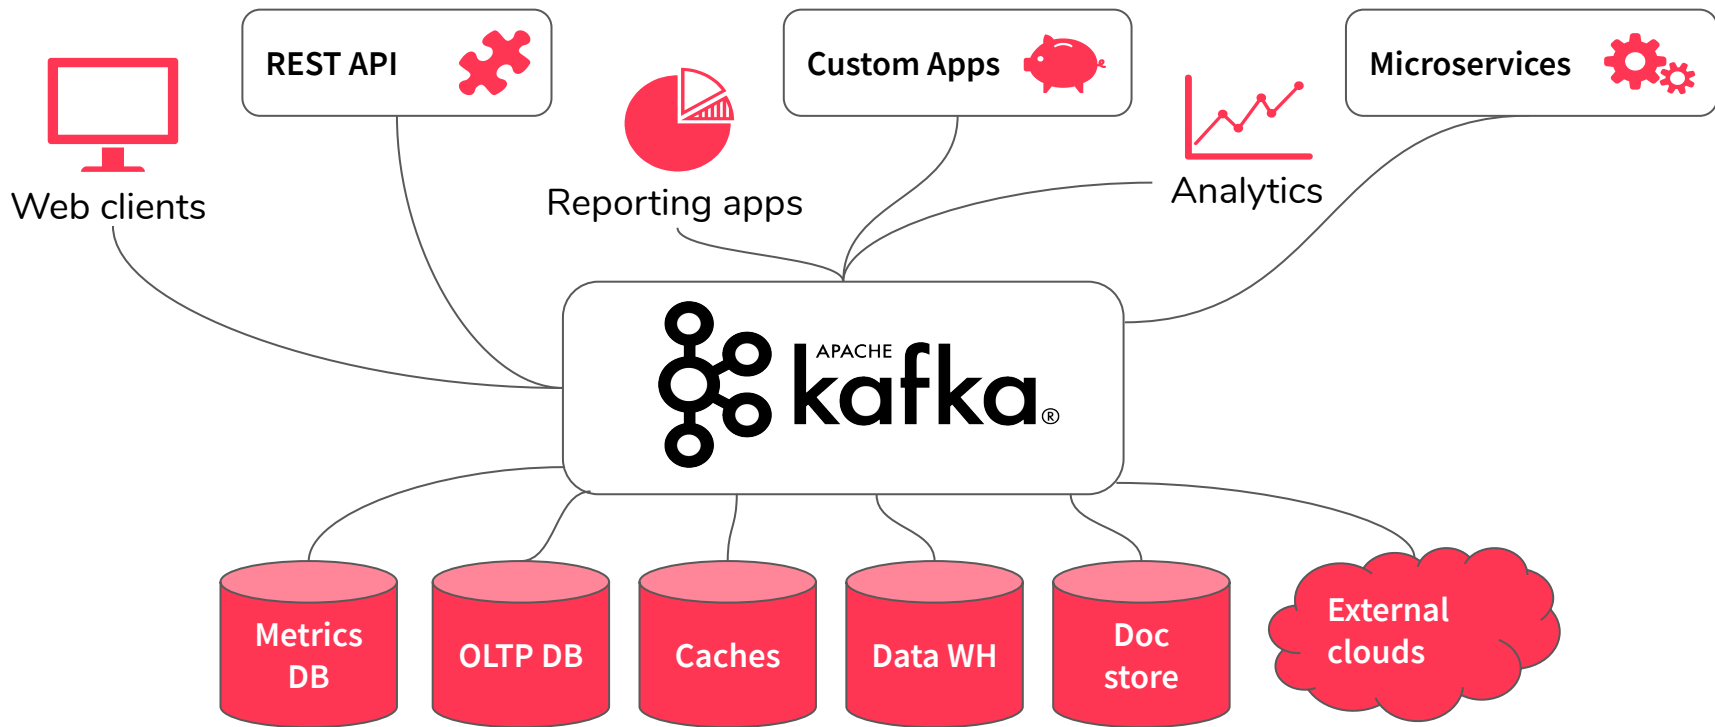 REST API
Custom Apps
Microservices
Web clients
Reporting apps
Analytics
APACHE
kafka®
Metrics
DB
OLTP DB
Caches
Data WH
Doc
store
External
clouds